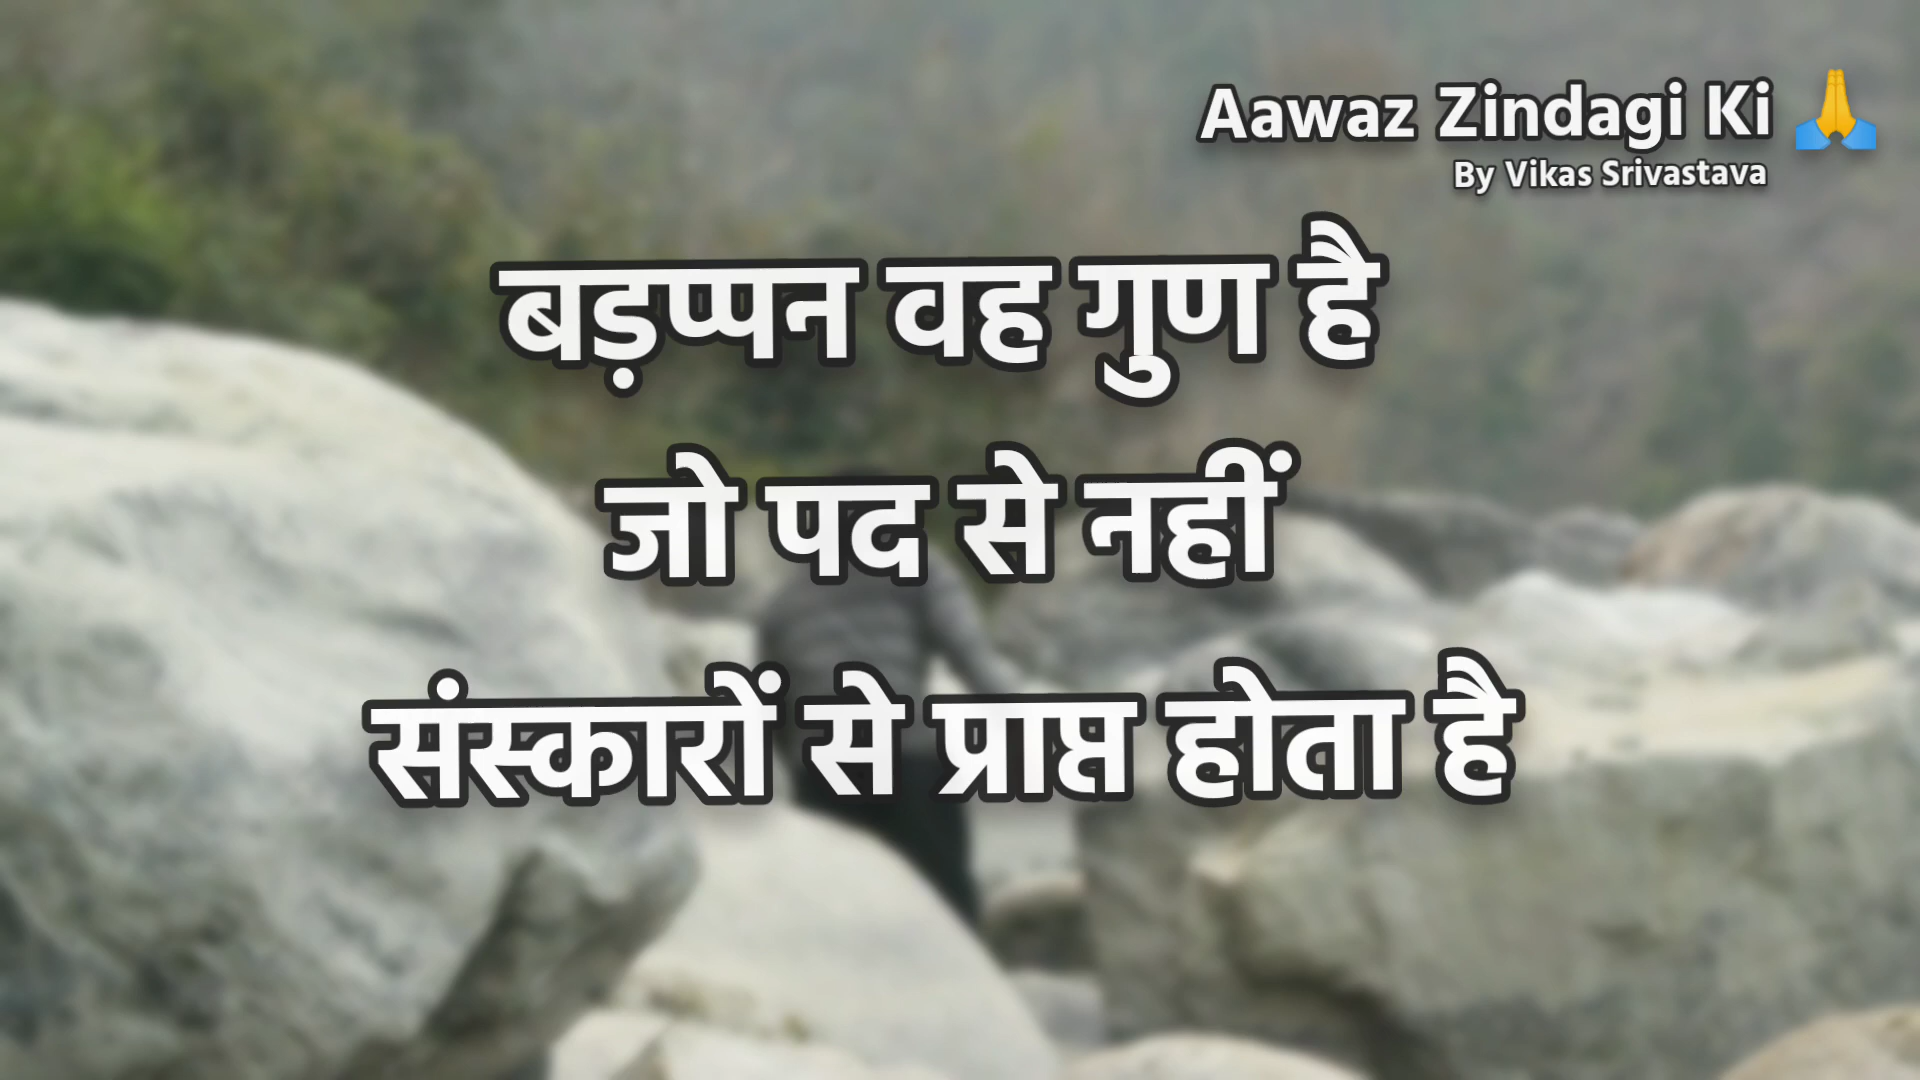 Aawaz Zindagi Ki 🙏
By Vikas Srivastava
बड़प्पन वह गुण है
जो पद से नहीं
संस्कारों से प्राप्त होता है